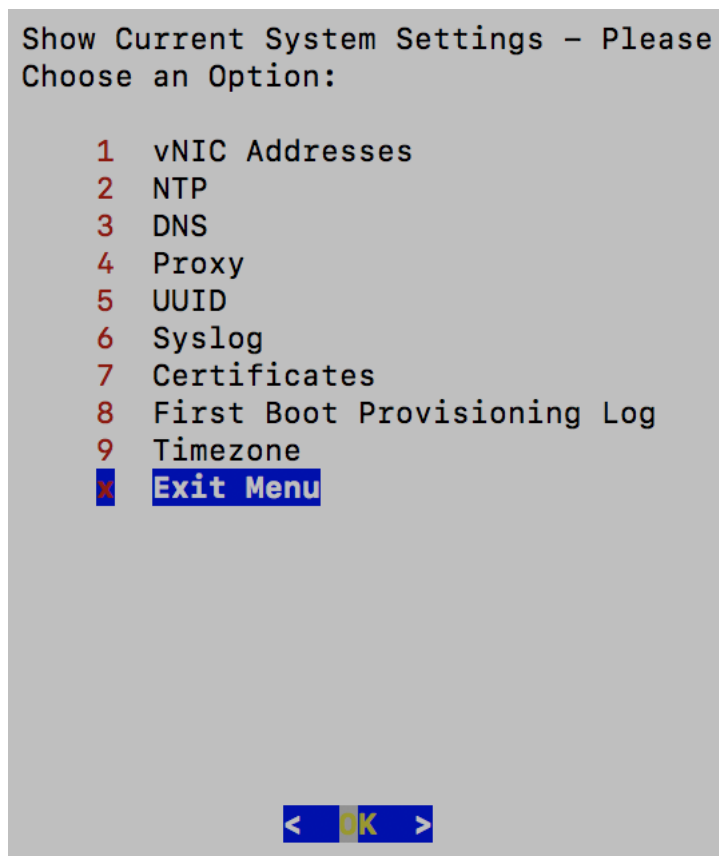 Show Current System Settings – Please
Choose an Option:
1 vNIC Addresses
2 NTP
3 DNS
4 Proxy
5 UUID
6 Syslog
7 Certificates
8 First Boot Provisioning Log
9 Timezone
x Exit Menu
< OK >